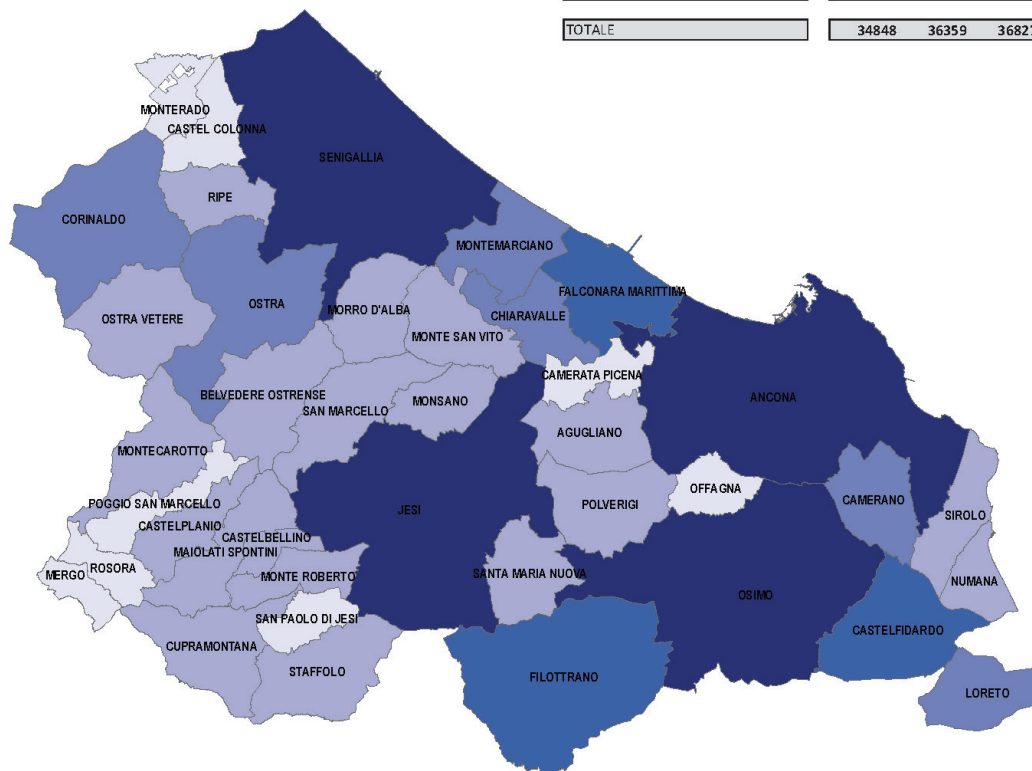 TOTALE 34848 36359 36827
MONTERADO
CASTEL COLONNA
SENIGALLIA
RIPE
CORINALDO
MONTEMARCIANO
FALCONARA MARITTIMA
OSTRA
MORRO D'ALBA
CHIARAVALLE
OSTRA VETERE
MONTE SAN VITO
CAMERATA PICENA
BELVEDERE OSTRENSE
ANCONA
MONSANO
SAN MARCELLO
AGUGLIANO
MONTECAROTTO
OFFAGNA
CAMERANO
POGGIO SAN MARCELLO
POLVERIGI
JESI
SIROLO
CASTELPLANIO
CASTELBELLINO
MAIOLATI SPONTINI
ROSORA
MERGO
MONTE ROBERTO
SANTA MARIA NUOVA
NUMANA
OSIMO
SAN PAOLO DI JESI
CASTELFIDARDO
CUPRAMONTANA
STAFFOLO
FILOTTRANO
LORETO